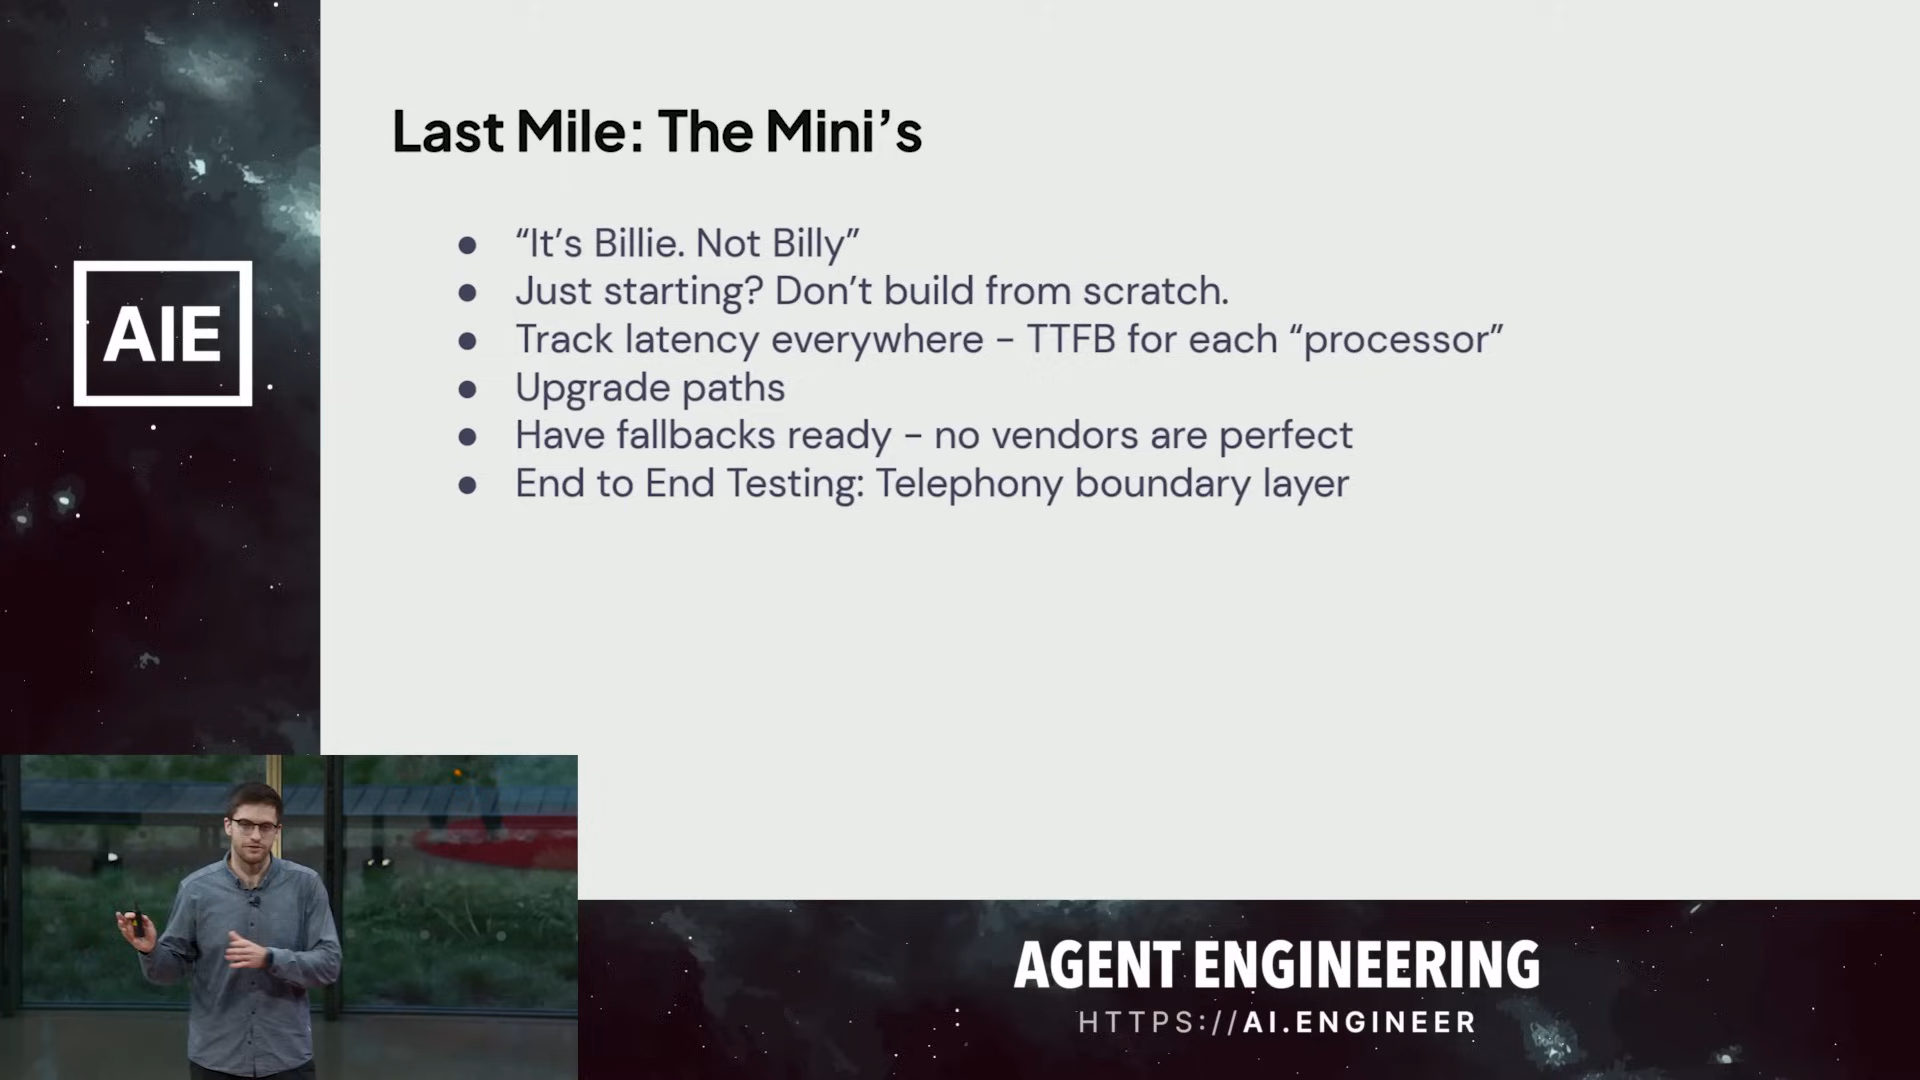 AIE
Last Mile: The Mini’s
● “It’s Billie. Not Billy”
● Just starting? Don’t build from scratch.
● Track latency everywhere – TTFB for each “processor”
● Upgrade paths
● Have fallbacks ready – no vendors are perfect
● End to End Testing: Telephony boundary layer
AGENT ENGINEERING
HTTPS://AI.ENGINEER